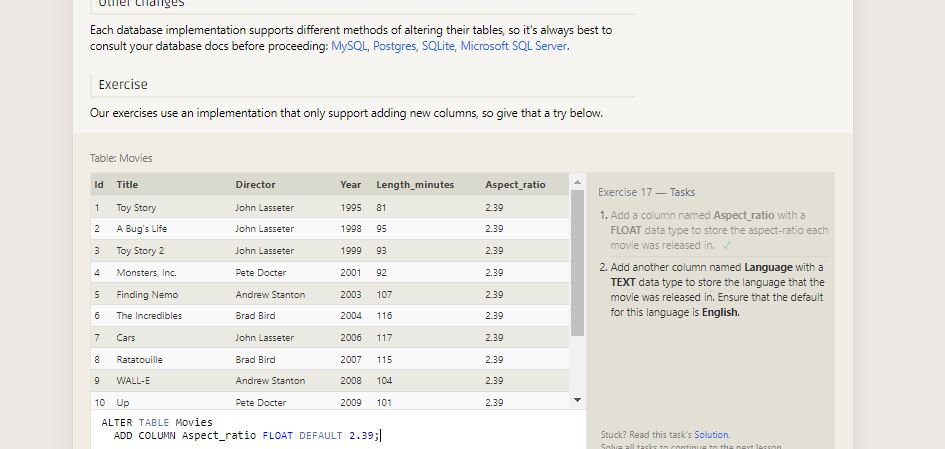 Other changes
Each database implementation supports different methods of altering their tables, so it's always best to
consult your database docs before proceeding: MySQL, Postgres, SQLite, Microsoft SQL Server.
Exercise
Our exercises use an implementation that only support adding new columns, so give that a try below.
Table: Movies
Id Title Director Year Length_minutes Aspect_ratio
1 Toy Story John Lasseter 1995 81 2.39
2 A Bug's Life John Lasseter 1998 95 2.39
3 Toy Story 2 John Lasseter 1999 93 2.39
4 Monsters, Inc. Pete Docter 2001 92 2.39
5 Finding Nemo Andrew Stanton 2003 107 2.39
6 The Incredibles Brad Bird 2004 116 2.39
7 Cars John Lasseter 2006 117 2.39
8 Ratatouille Brad Bird 2007 115 2.39
9 WALL-E Andrew Stanton 2008 104 2.39
10 Up Pete Docter 2009 101 2.39
ALTER TABLE Movies
ADD COLUMN Aspect_ratio FLOAT DEFAULT 2.39;
Exercise 17 — Tasks
1. Add a column named Aspect_ratio with a
FLOAT data type to store the aspect-ratio each
movie was released in. ✓
2. Add another column named Language with a
TEXT data type to store the language that the
movie was released in. Ensure that the default
for this language is English.
Stuck? Read this task's Solution.
Solve all tasks to continue to the next lesson.